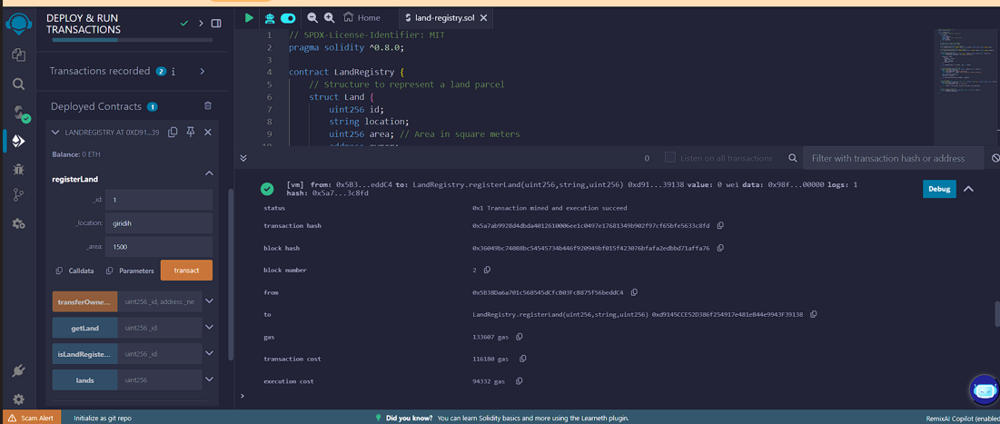 DEPLOY & RUN
TRANSACTIONS
Transactions recorded 2 i
Deployed Contracts 1
LANDREGISTRY AT 0XD91...39
Balance: 0 ETH
registerLand
_id: 1
_location: giridih
_area: 1500
Calldata Parameters transact
transferOwne... uint256 _id, address _ne
getLand uint256 _id
isLandRegiste... uint256 _id
lands uint256
Home land-registry.sol
1 // SPDX-License-Identifier: MIT
2 pragma solidity ^0.8.0;
3
4 contract LandRegistry {
5 // Structure to represent a land parcel
6 struct Land {
7 uint256 id;
8 string location;
9 uint256 area; // Area in square meters
10 address owner;
0 Listen on all transactions Filter with transaction hash or address
[vm] from: 0x5B3...eddC4 to: LandRegistry.registerLand(uint256,string,uint256) 0xd91...39138 value: 0 wei data: 0x98f...00000 logs: 1
hash: 0x5a7...3c8fd
Debug
status 0x1 Transaction mined and execution succeed
transaction hash 0x5a7ab9928d4dbda4012610006ee1c0497e17681349b902f97cf65bfe5633c8fd
block hash 0x36049bc74088bc54545734b446f920949bf015f423076bfafa2edbbd71affa76
block number 2
from 0x5B38Da6a701c568545dCfcB03FcB875f56beddC4
to LandRegistry.registerLand(uint256,string,uint256) 0xd9145CCE52D386f254917e481eB44e9943F39138
gas 133607 gas
transaction cost 116180 gas
execution cost 94332 gas
>
Scam Alert Initialize as git repo Did you know? You can learn Solidity basics and more using the Learneth plugin. RemixAI Copilot (enabled